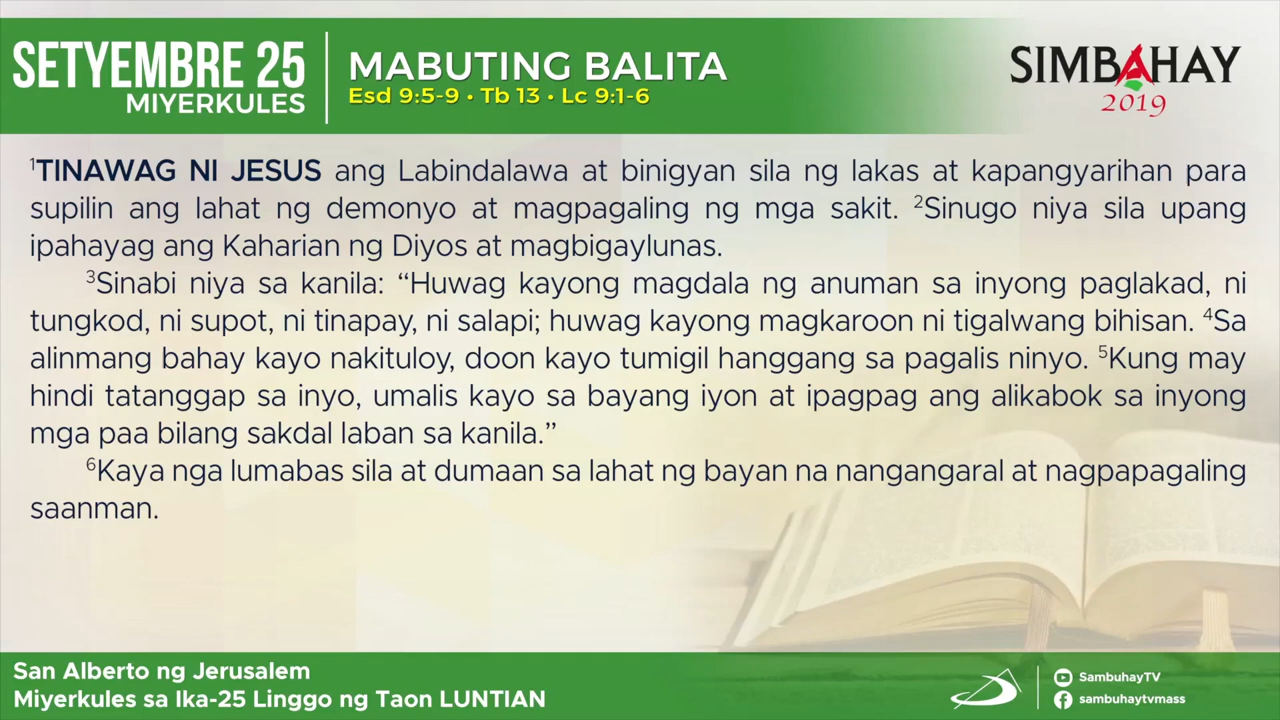 SETYEMBRE 25
MIYERKULES
MABUTING BALITA
Esd 9:5-9 • Tb 13 • Lc 9:1-6
SIMBAHAY
2019
¹TINAWAG NI JESUS ang Labindalawa at binigyan sila ng lakas at kapangyarihan para
supilin ang lahat ng demonyo at magpagaling ng mga sakit. ²Sinugo niya sila upang
ipahayag ang Kaharian ng Diyos at magbigaylunas.
³Sinabi niya sa kanila: “Huwag kayong magdala ng anuman sa inyong paglakad, ni
tungkod, ni supot, ni tinapay, ni salapi; huwag kayong magkaroon ni tigalwang bihisan. ⁴Sa
alinmang bahay kayo nakituloy, doon kayo tumigil hanggang sa pagalis ninyo. ⁵Kung may
hindi tatanggap sa inyo, umalis kayo sa bayang iyon at ipagpag ang alikabok sa inyong
mga paa bilang sakdal laban sa kanila.”
⁶Kaya nga lumabas sila at dumaan sa lahat ng bayan na nangangaral at nagpapagaling
saanman.
San Alberto ng Jerusalem
Miyerkules sa Ika-25 Linggo ng Taon LUNTIAN
SambuhayTV
sambuhaytvmass